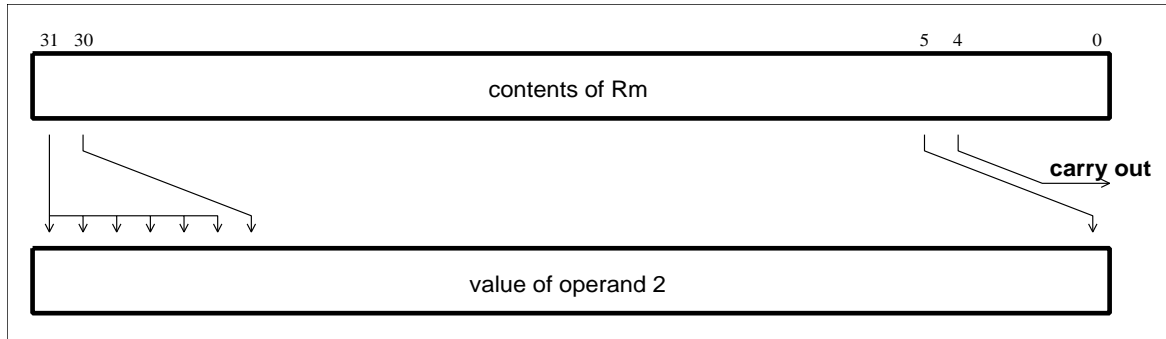 31 30 5 4 0
contents of Rm
carry out
value of operand 2